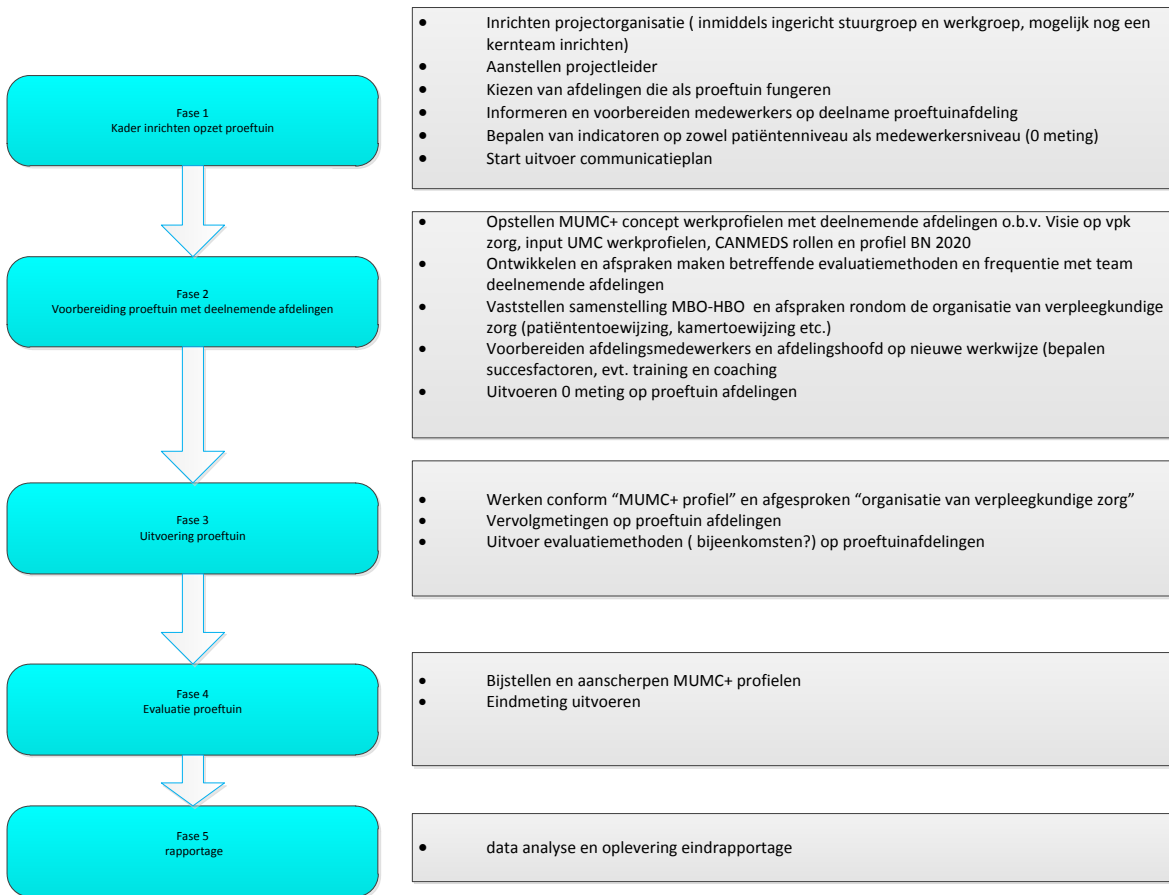 Fase 1
Kader inrichten opzet proeftuin
• Inrichten projectorganisatie ( inmiddels ingericht stuurgroep en werkgroep, mogelijk nog een
kernteam inrichten)
• Aanstellen projectleider
• Kiezen van afdelingen die als proeftuin fungeren
• Informeren en voorbereiden medewerkers op deelname proeftuinafdeling
• Bepalen van indicatoren op zowel patiëntenniveau als medewerkersniveau (0 meting)
• Start uitvoer communicatieplan
Fase 2
Voorbereiding proeftuin met deelnemende afdelingen
• Opstellen MUMC+ concept werkprofielen met deelnemende afdelingen o.b.v. Visie op vpk
zorg, input UMC werkprofielen, CANMEDS rollen en profiel BN 2020
• Ontwikkelen en afspraken maken betreffende evaluatiemethoden en frequentie met team
deelnemende afdelingen
• Vaststellen samenstelling MBO-HBO en afspraken rondom de organisatie van verpleegkundige
zorg (patiëntentoewijzing, kamertoewijzing etc.)
• Voorbereiden afdelingsmedewerkers en afdelingshoofd op nieuwe werkwijze (bepalen
succesfactoren, evt. training en coaching
• Uitvoeren 0 meting op proeftuin afdelingen
Fase 3
Uitvoering proeftuin
• Werken conform “MUMC+ profiel” en afgesproken “organisatie van verpleegkundige zorg”
• Vervolgmetingen op proeftuin afdelingen
• Uitvoer evaluatiemethoden ( bijeenkomsten?) op proeftuinafdelingen
Fase 4
Evaluatie proeftuin
• Bijstellen en aanscherpen MUMC+ profielen
• Eindmeting uitvoeren
Fase 5
rapportage
• data analyse en oplevering eindrapportage